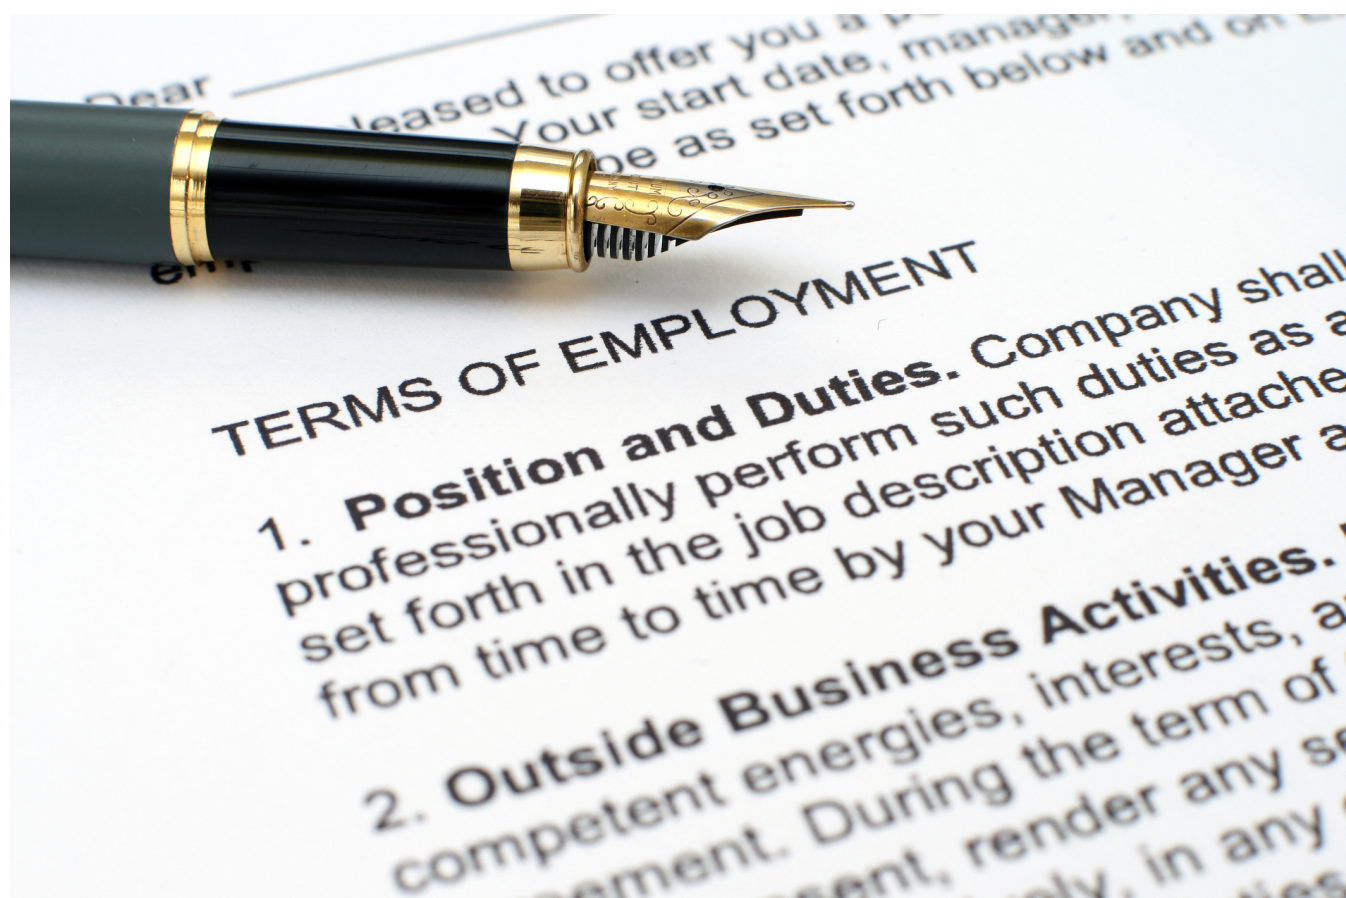 Dear
pleased to offer you a
Your start date, manager,
be as set forth below and on
TERMS OF EMPLOYMENT
1. Position and Duties. Company shall
professionally perform such duties as a
set forth in the job description attache
from time to time by your Manager a
2. Outside Business Activities.
competent energies, interests, a
During the term of
render any se
in any